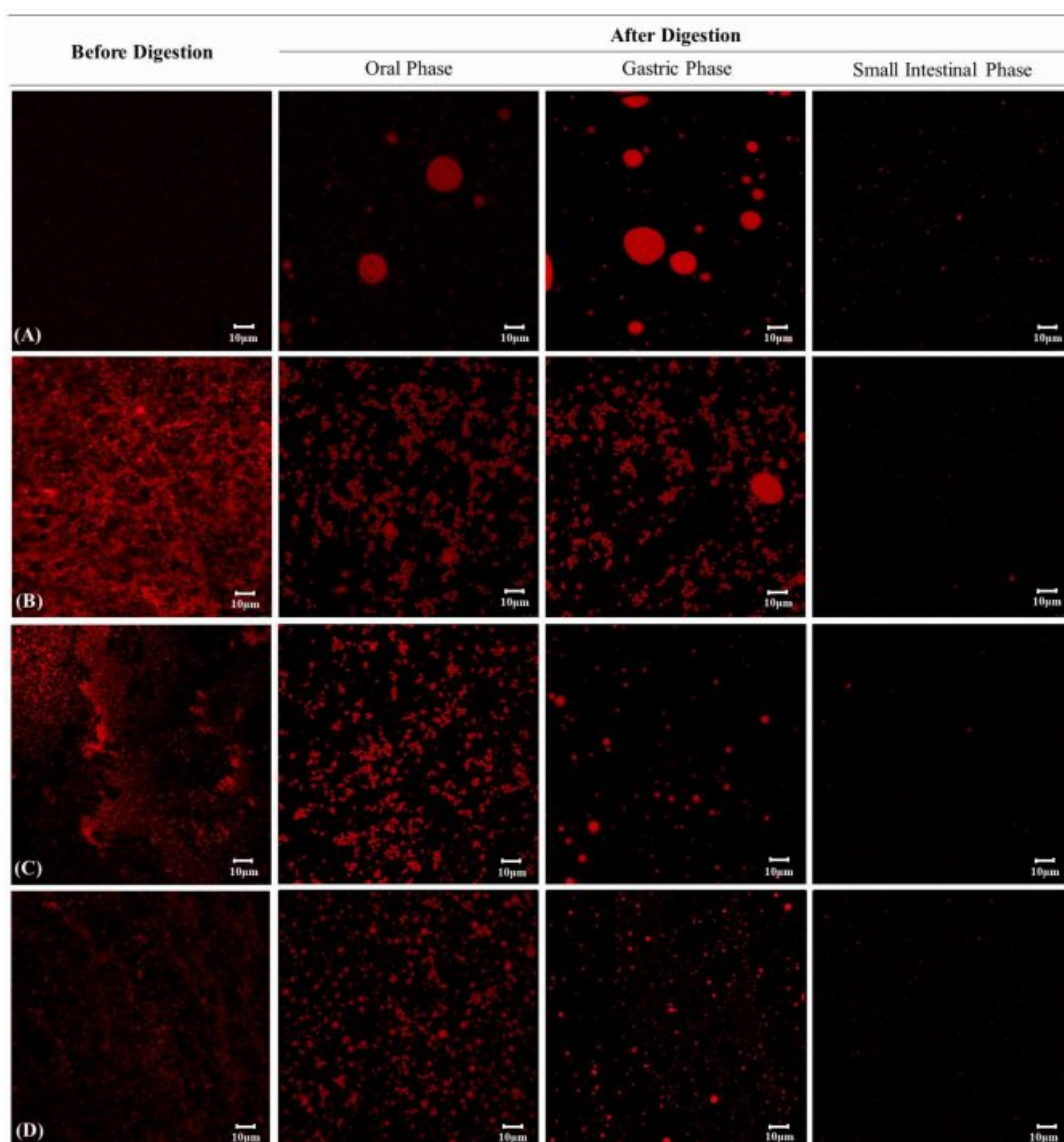 After Digestion
Before Digestion
Oral Phase Gastric Phase Small Intestinal Phase
(A) 10μm 10μm 10μm 10μm
(B) 10μm 10μm 10μm 10μm
(C) 10μm 10μm 10μm 10μm
(D) 10μm 10μm 10μm 10μm